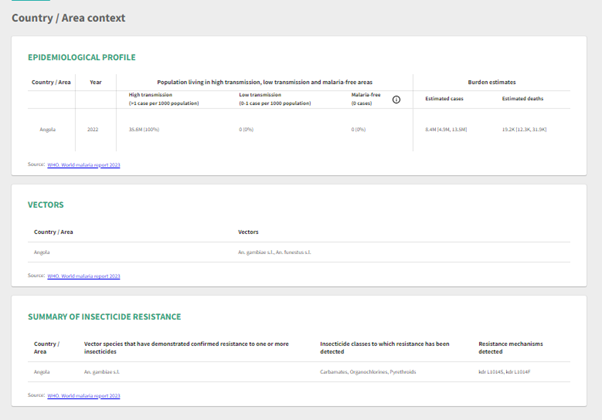 Country / Area context
EPIDEMIOLOGICAL PROFILE
Country / Area Year Population living in high transmission, low transmission and malaria-free areas Burden estimates
High transmission Low transmission Malaria-free Estimated cases Estimated deaths
(>1 case per 1000 population) (0-1 case per 1000 population) (0 cases)
Angola 2022 35.6M (100%) 0 (0%) 0 (0%) 8.4M [4.9M, 13.6M] 19.2K [12.3K, 31.9K]
Source: WHO, World malaria report 2023
VECTORS
Country / Area Vectors
Angola An. gambiae s.l., An. funestus s.l.
Source: WHO, World malaria report 2023
SUMMARY OF INSECTICIDE RESISTANCE
Country / Area Vector species that have demonstrated confirmed resistance to one or more insecticides Insecticide classes to which resistance has been detected Resistance mechanisms detected
Angola An. gambiae s.l. Carbamates, Organochlorines, Pyrethroids kdr L1014S, kdr L1014F
Source: WHO, World malaria report 2023